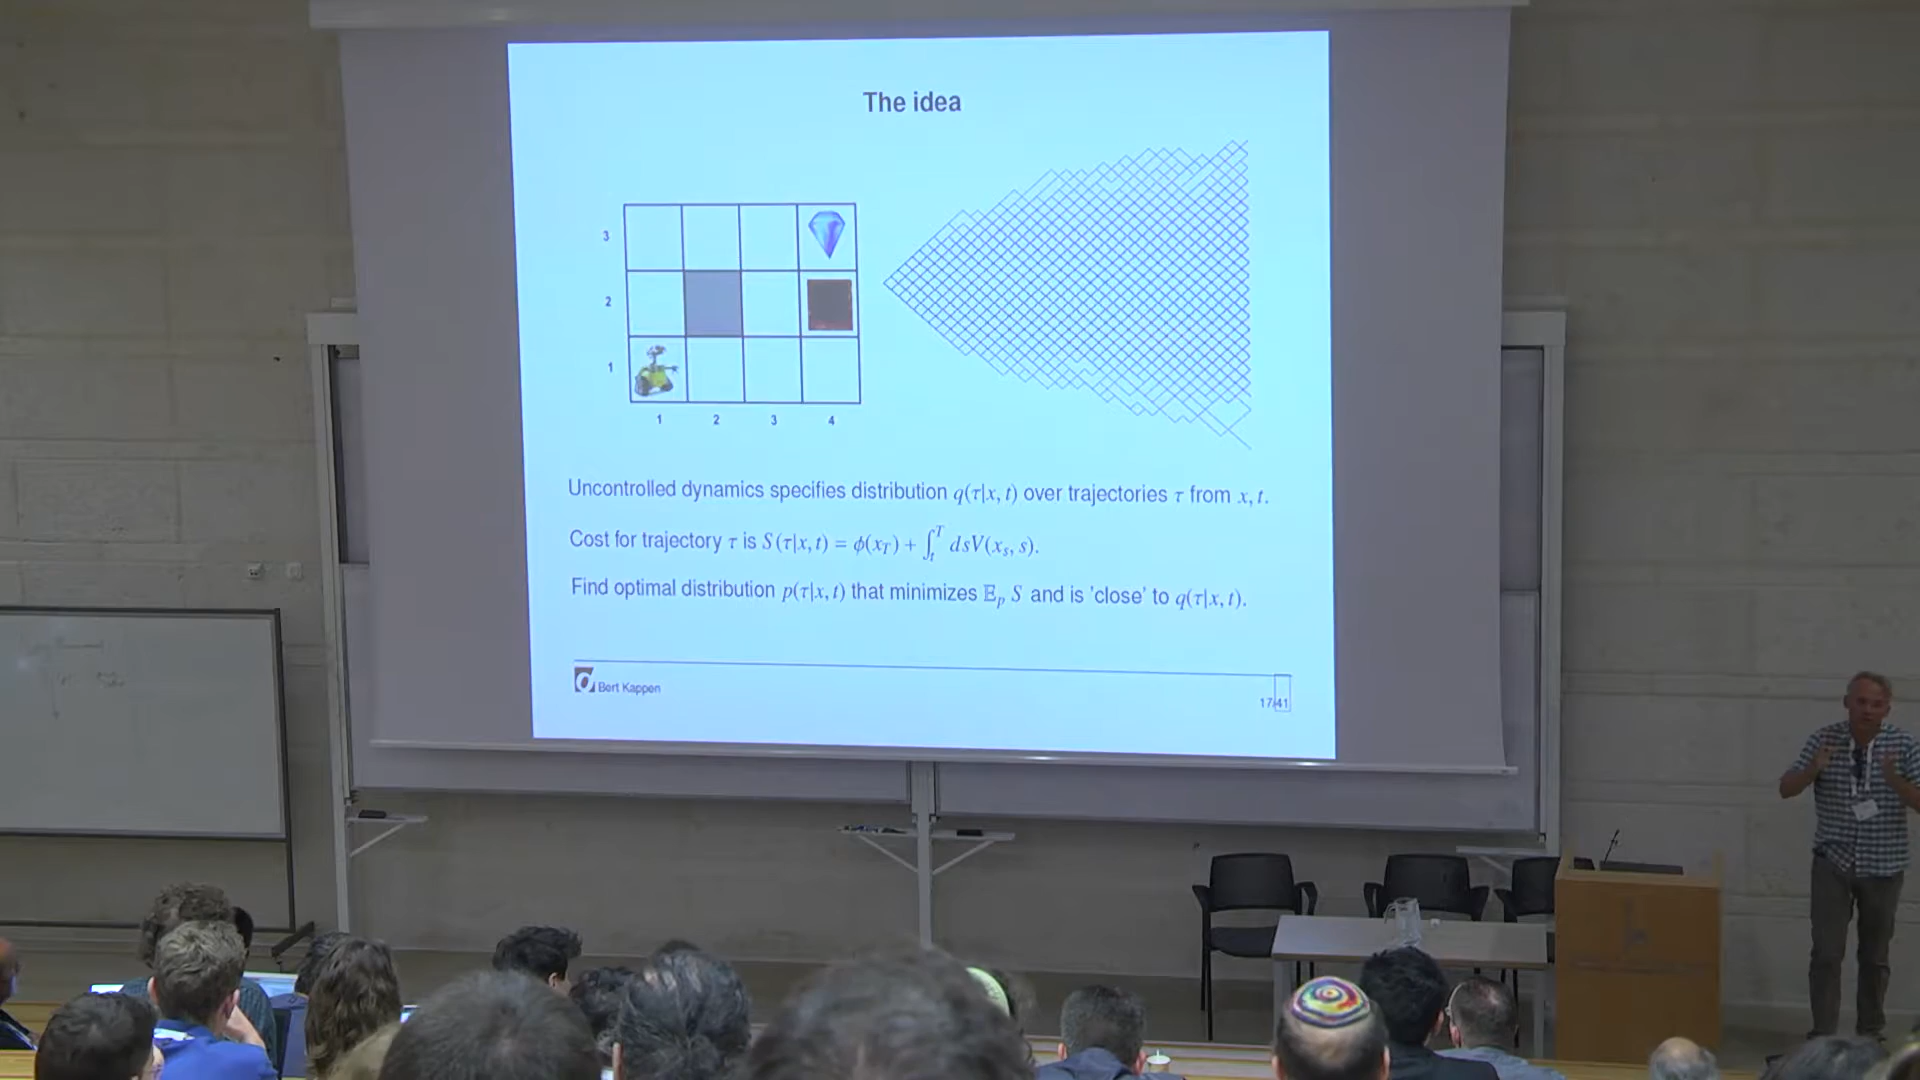 The idea
3
2
1
1 2 3 4
Uncontrolled dynamics specifies distribution q(τ|x, t) over trajectories τ from x, t.
Cost for trajectory τ is S(τ|x, t) = ϕ(x_T) + ∫_t^T dsV(x_s, s).
Find optimal distribution p(τ|x, t) that minimizes 𝔼_p S and is 'close' to q(τ|x, t).
Bert Kappen
17/41